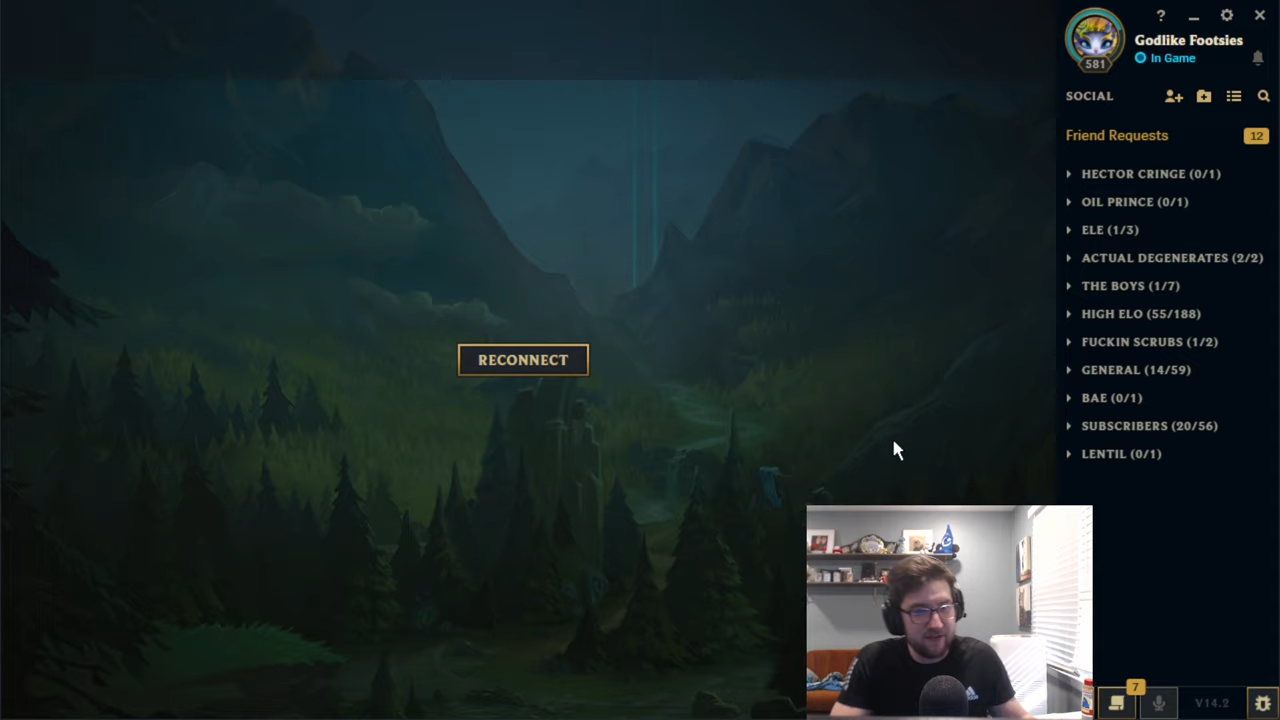 ?
Godlike Footsies
581
In Game
SOCIAL
Friend Requests
12
HECTOR CRINGE (0/1)
OIL PRINCE (0/1)
ELE (1/3)
ACTUAL DEGENERATES (2/2)
THE BOYS (1/7)
HIGH ELO (55/188)
RECONNECT
FUCKIN SCRUBS (1/2)
GENERAL (14/59)
BAE (0/1)
SUBSCRIBERS (20/56)
LENTIL (0/1)
7
V14.2